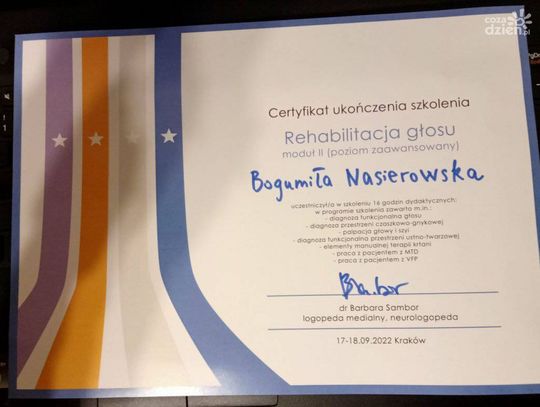 coza
dzień.pl
Certyfikat ukończenia szkolenia
Rehabilitacja głosu
moduł II (poziom zaawansowany)
Bogumiła Nasierowska
uczestniczył/a w szkoleniu 16 godzin dydaktycznych:
w programie szkolenia zawarto m.in.:
- diagnoza funkcjonalna głosu
- diagnoza przestrzeni czaszkowo-gnykowej
- palpacja głowy i szyi
- diagnoza funkcjonalna przestrzeni ustno-twarzowej
- elementy manualnej terapii krtani
- praca z pacjentem z MTD
- praca z pacjentem z VFP
dr Barbara Sambor
logopeda medialny, neurologopeda
17-18.09.2022 Kraków